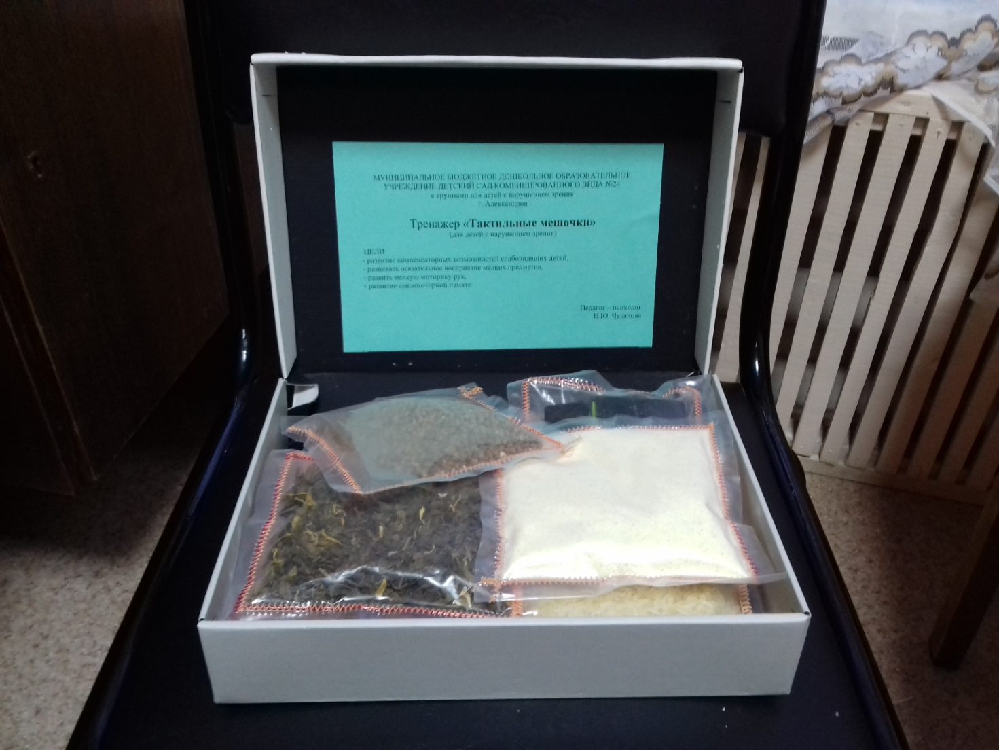 МУНИЦИПАЛЬНОЕ БЮДЖЕТНОЕ ДОШКОЛЬНОЕ ОБРАЗОВАТЕЛЬНОЕ
УЧРЕЖДЕНИЕ ДЕТСКИЙ САД КОМБИНИРОВАННОГО ВИДА №24
с группами для детей с нарушением зрения
г. Александров
Тренажер «Тактильные мешочки»
(для детей с нарушением зрения)
ЦЕЛИ:
- развитие компенсаторных возможностей слабовидящих детей,
- развивать осязательное восприятие мелких предметов,
- развить мелкую моторику рук,
- развитие сенсомоторной памяти
Педагог – психолог
Н.Ю. Чуканова